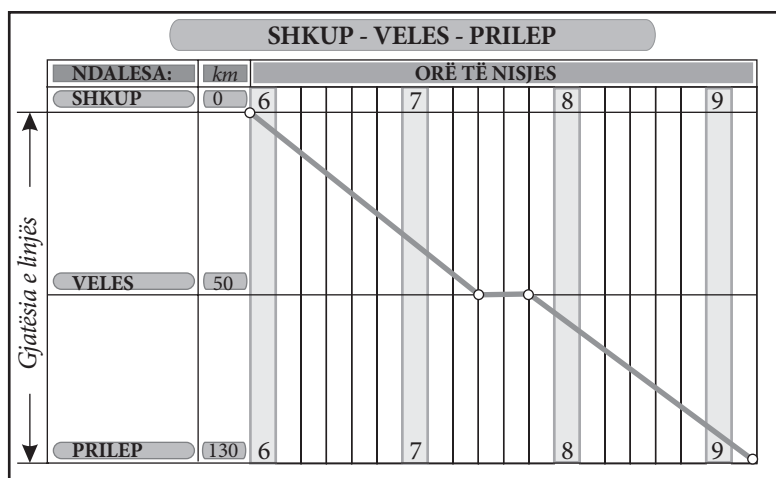 SHKUP - VELES - PRILEP
NDALESA: km ORË TË NISJES
SHKUP 0 6 7 8 9
Gjatësia e linjës
VELES 50
PRILEP 130 6 7 8 9